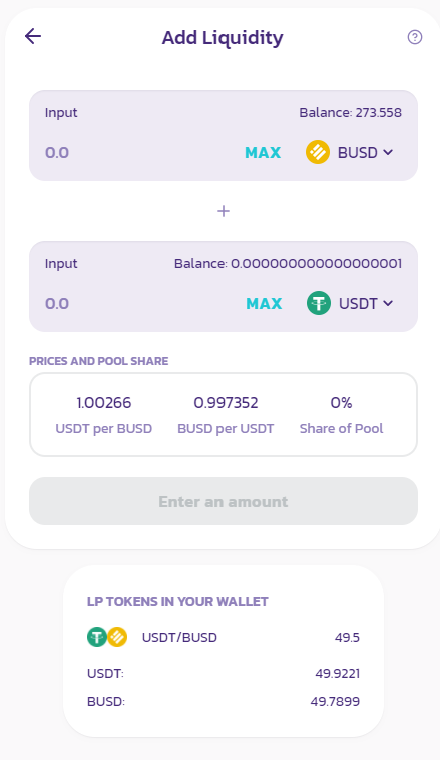 Add Liquidity
Input Balance: 273.558
0.0 MAX BUSD
+
Input Balance: 0.000000000000000001
0.0 MAX USDT
PRICES AND POOL SHARE
1.00266 0.997352 0%
USDT per BUSD BUSD per USDT Share of Pool
Enter an amount
LP TOKENS IN YOUR WALLET
USDT/BUSD 49.5
USDT: 49.9221
BUSD: 49.7899